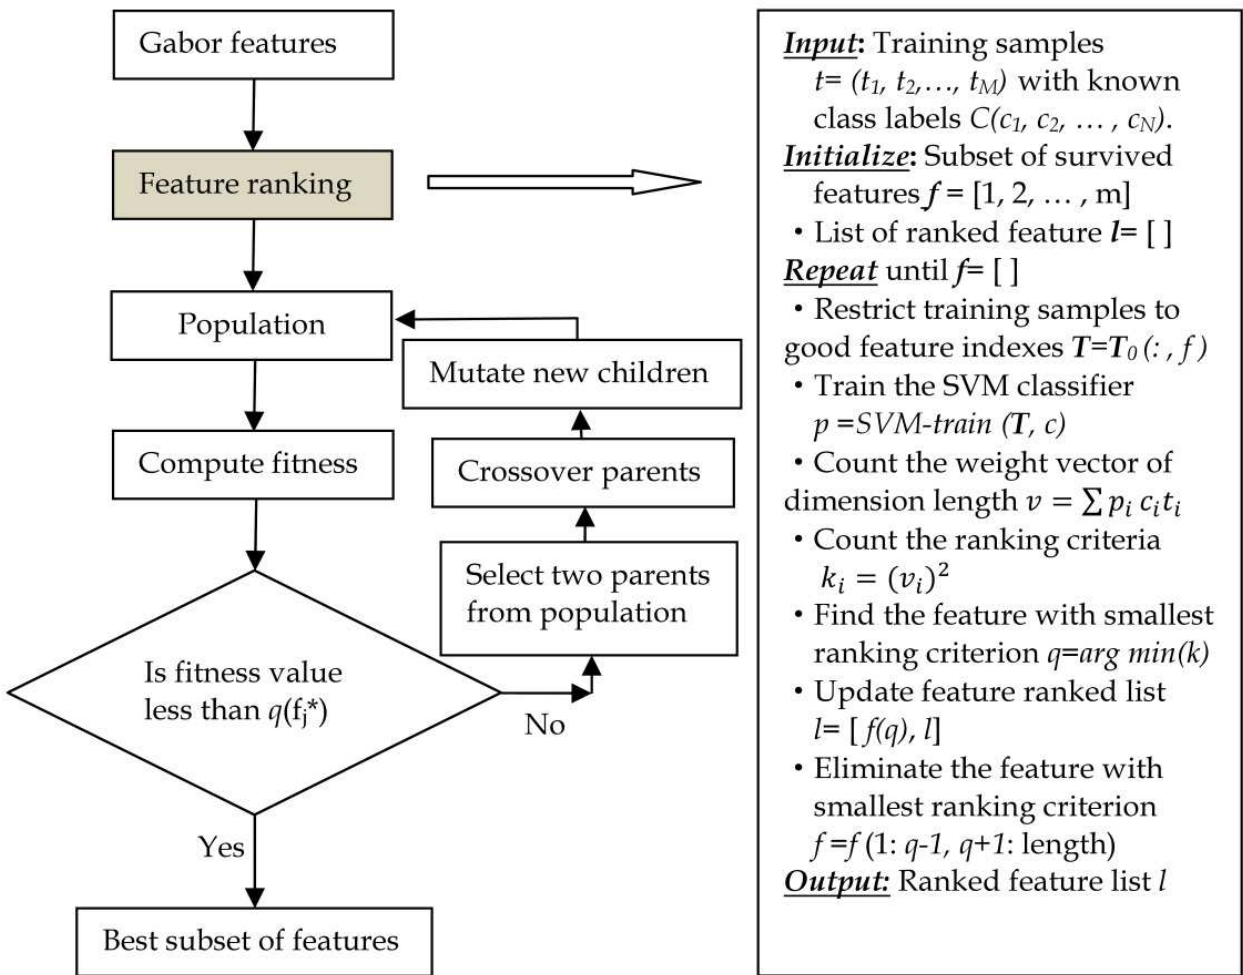 Gabor features
Feature ranking
Population
Compute fitness
Is fitness value
less than q(fⱼ*)
Yes
No
Best subset of features
Mutate new children
Crossover parents
Select two parents
from population
Input: Training samples
t= (t₁, t₂,…, t_M) with known
class labels C(c₁, c₂, … , c_N).
Initialize: Subset of survived
features f = [1, 2, … , m]
• List of ranked feature l= [ ]
Repeat until f= [ ]
• Restrict training samples to
good feature indexes T=T₀ (: , f )
• Train the SVM classifier
p =SVM-train (T, c)
• Count the weight vector of
dimension length v = ∑ pᵢ cᵢtᵢ
• Count the ranking criteria
kᵢ = (vᵢ)²
• Find the feature with smallest
ranking criterion q=arg min(k)
• Update feature ranked list
l= [ f(q), l]
• Eliminate the feature with
smallest ranking criterion
f =f (1: q-1, q+1: length)
Output: Ranked feature list l